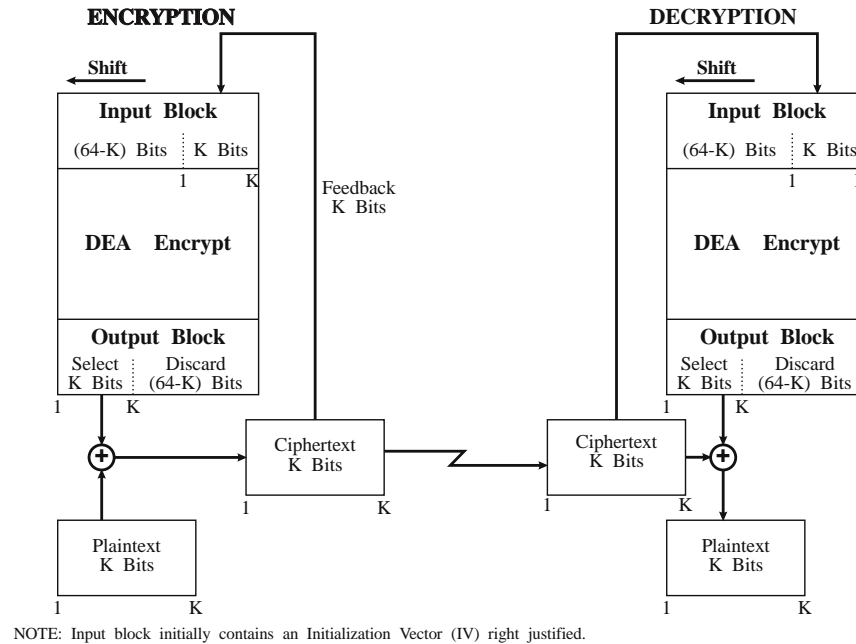 ENCRYPTION
Shift
Input Block
(64-K) Bits
K Bits
1
K
DEA Encrypt
Feedback
K Bits
Output Block
Select
K Bits
Discard
(64-K) Bits
1
K
+
Ciphertext
K Bits
1
K
Plaintext
K Bits
1
K
DECRYPTION
Shift
Input Block
(64-K) Bits
K Bits
1
DEA Encrypt
Output Block
Select
K Bits
Discard
(64-K) Bits
1
K
Ciphertext
K Bits
1
K
+
Plaintext
K Bits
1
K
NOTE: Input block initially contains an Initialization Vector (IV) right justified.